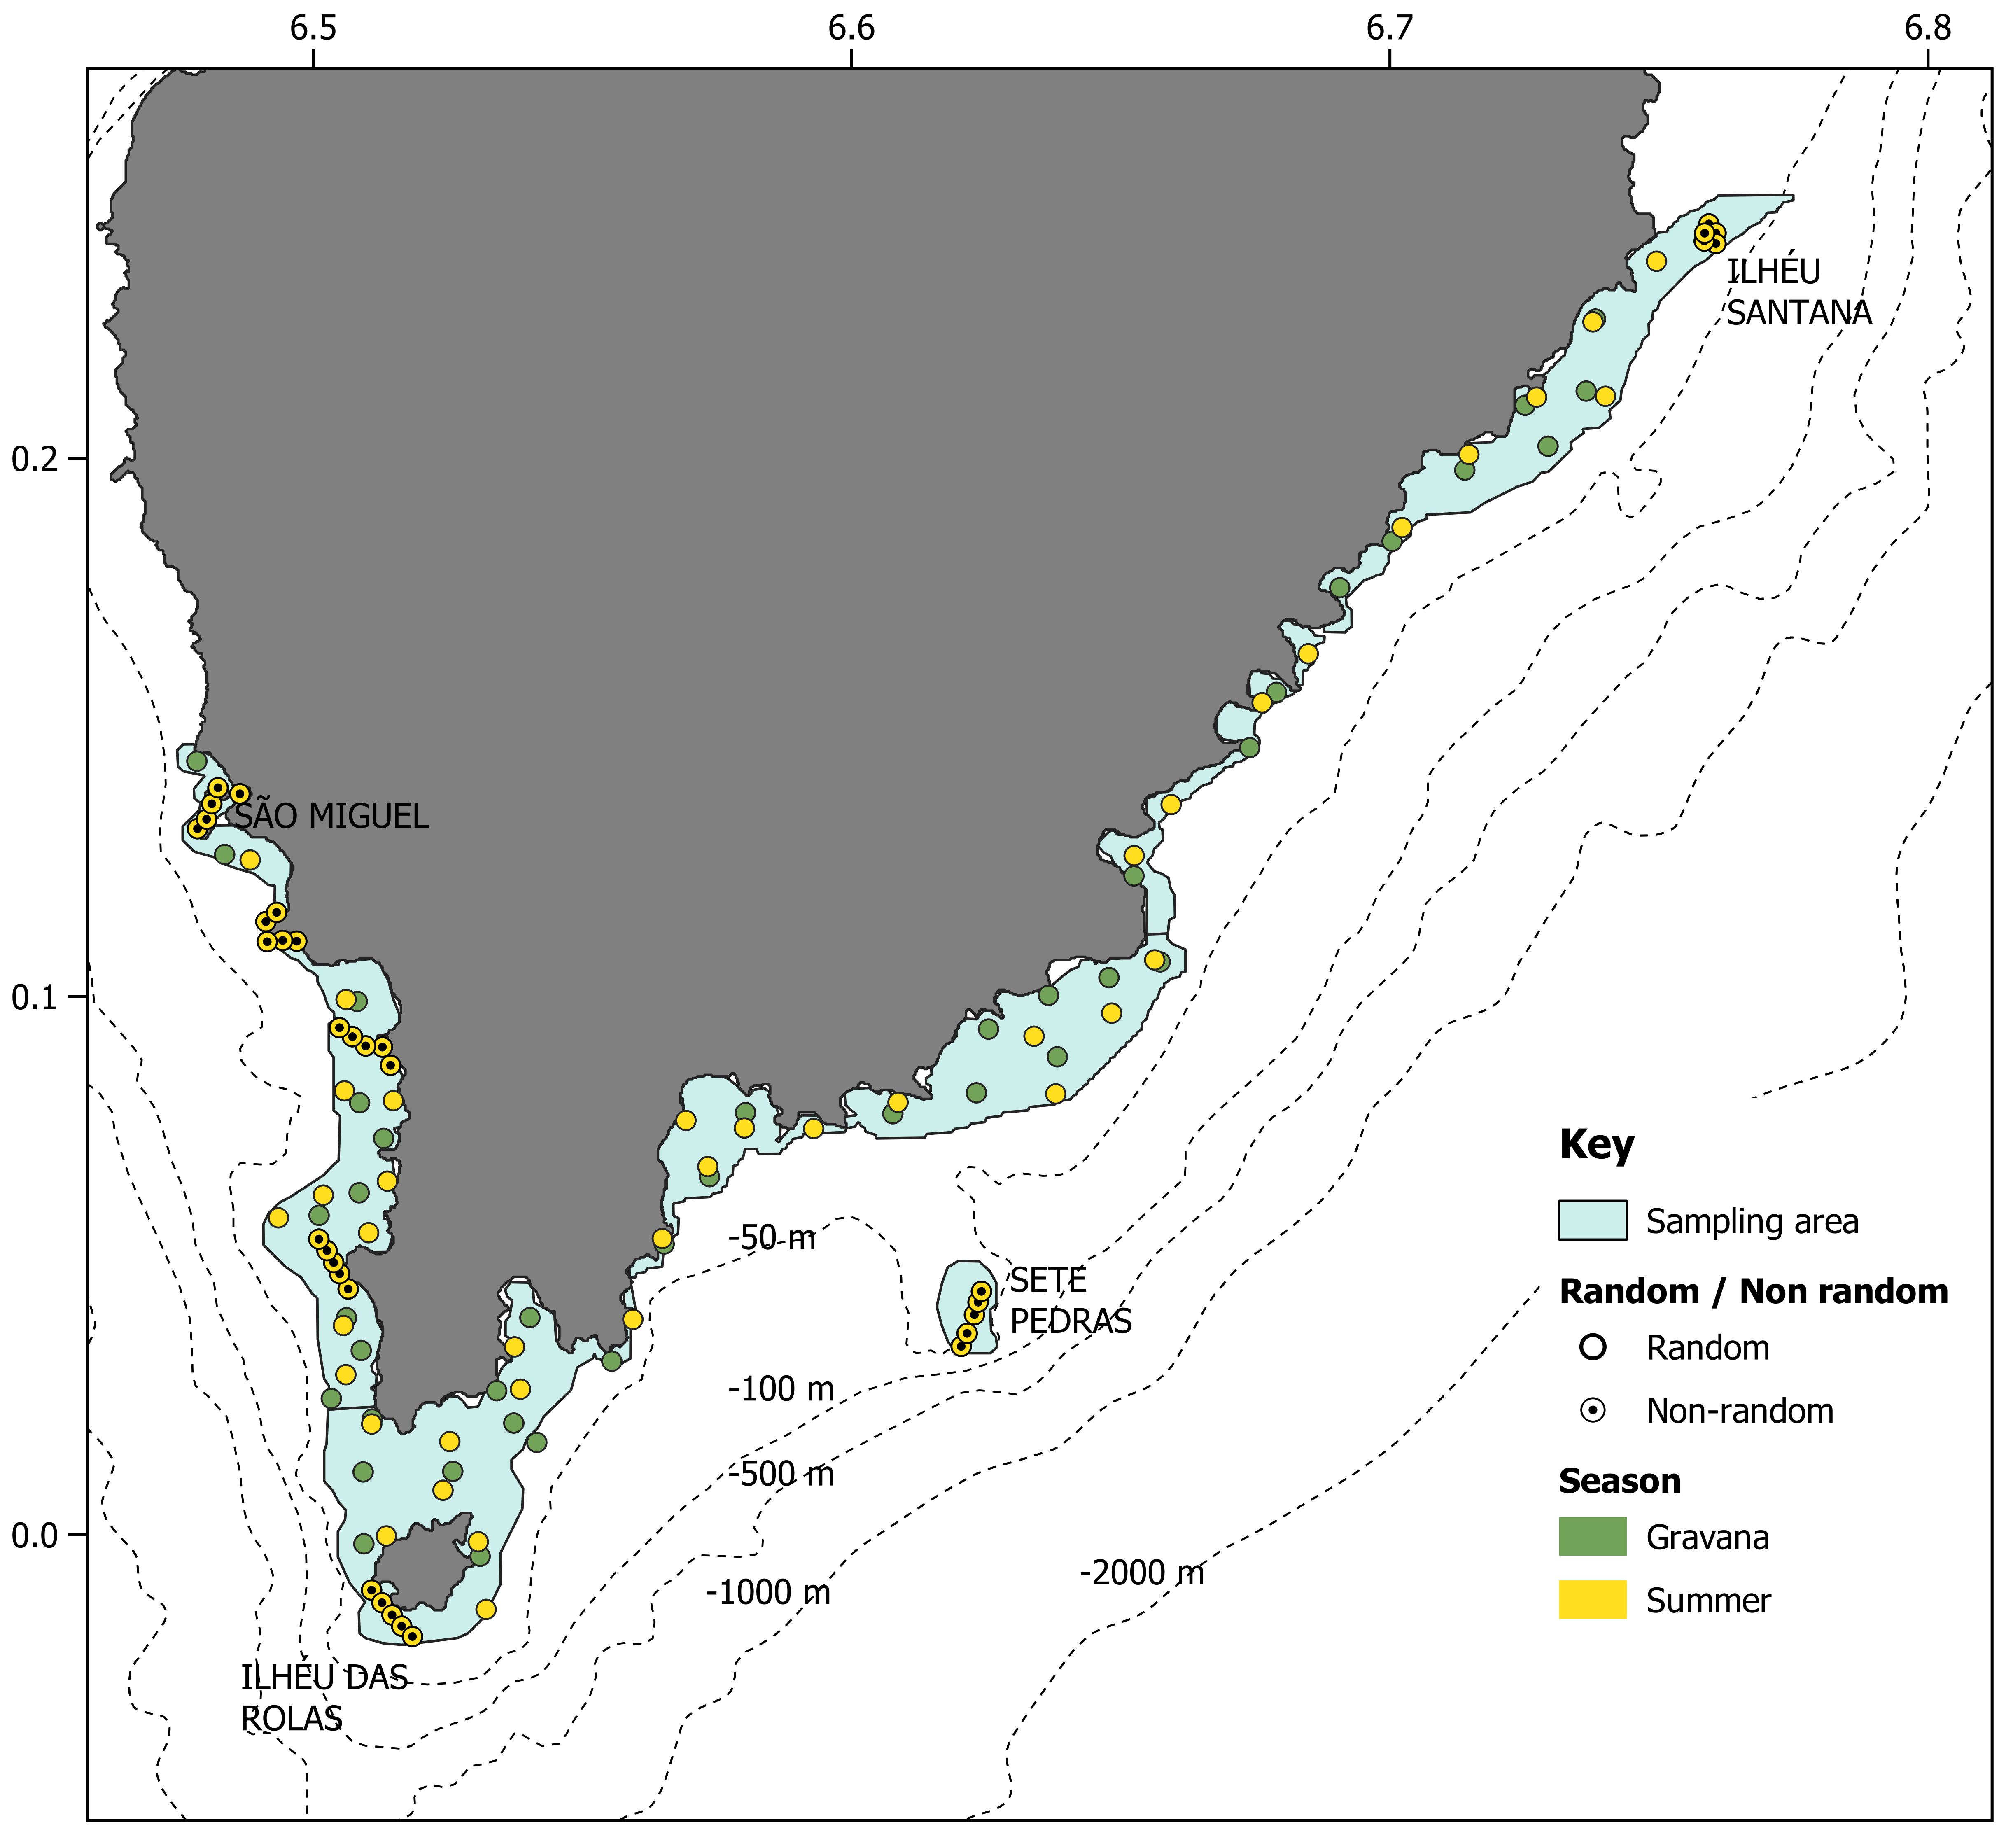 6.5 6.6 6.7 6.8
ILHÉU
SANTANA
0.2
SÃO MIGUEL
0.1
Key
Sampling area
-50 m
SETE
PEDRAS
Random / Non random
Random
-100 m
Non-random
-500 m
Season
0.0
Gravana
-2000 m
-1000 m
Summer
ILHÉU DAS
ROLAS